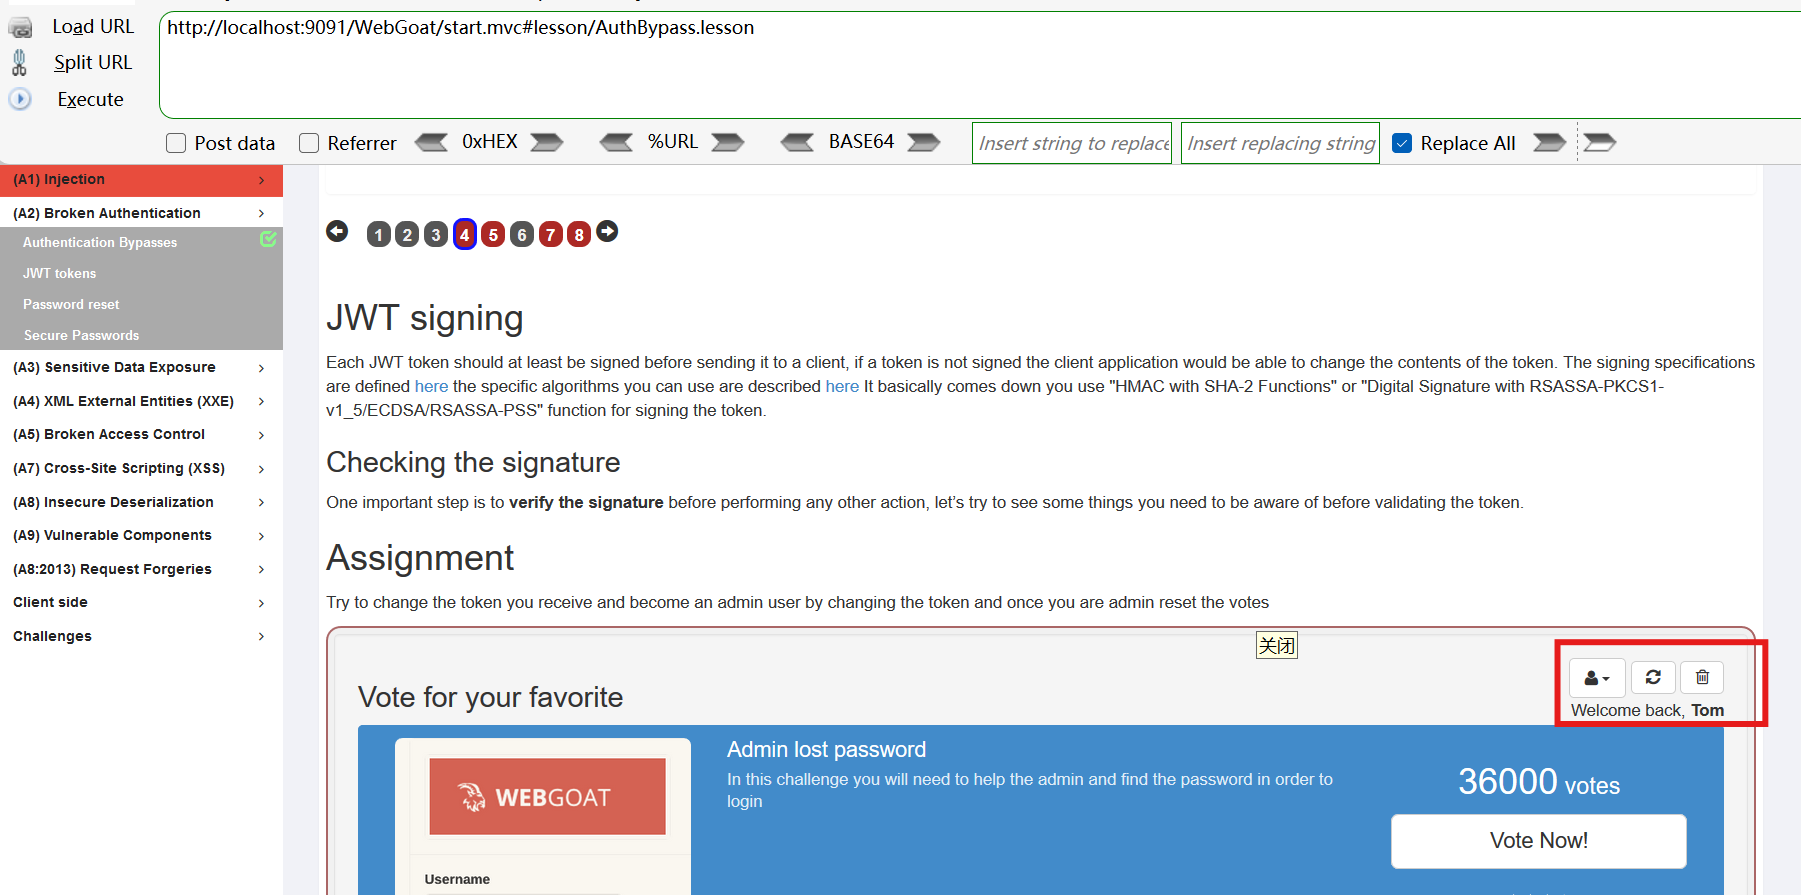 Load URL
http://localhost:9091/WebGoat/start.mvc#lesson/AuthBypass.lesson
Split URL
Execute
Post data Referrer 0xHEX %URL BASE64 Insert string to replace Insert replacing string Replace All
(A1) Injection
(A2) Broken Authentication
Authentication Bypasses
JWT tokens
Password reset
Secure Passwords
(A3) Sensitive Data Exposure
(A4) XML External Entities (XXE)
(A5) Broken Access Control
(A7) Cross-Site Scripting (XSS)
(A8) Insecure Deserialization
(A9) Vulnerable Components
(A8:2013) Request Forgeries
Client side
Challenges
1 2 3 4 5 6 7 8
JWT signing
Each JWT token should at least be signed before sending it to a client, if a token is not signed the client application would be able to change the contents of the token. The signing specifications
are defined here the specific algorithms you can use are described here It basically comes down you use "HMAC with SHA-2 Functions" or "Digital Signature with RSASSA-PKCS1-
v1_5/ECDSA/RSASSA-PSS" function for signing the token.
Checking the signature
One important step is to verify the signature before performing any other action, let's try to see some things you need to be aware of before validating the token.
Assignment
Try to change the token you receive and become an admin user by changing the token and once you are admin reset the votes
关闭
Vote for your favorite
Welcome back, Tom
WEBGOAT
Username
Admin lost password
In this challenge you will need to help the admin and find the password in order to
login
36000 votes
Vote Now!